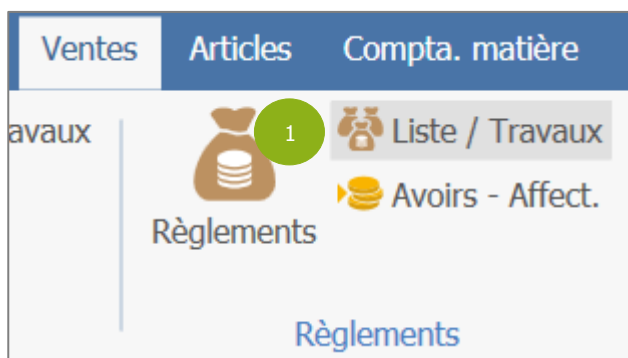 Ventes Articles Compta. matière
avaux
1
Liste / Travaux
Avoirs - Affect.
Règlements
Règlements